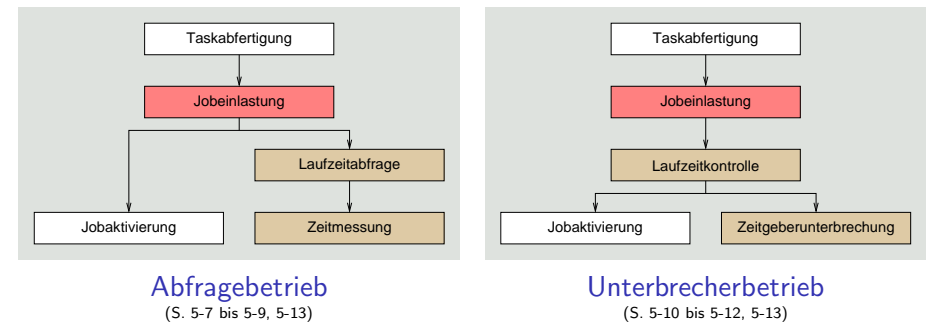 Taskabfertigung
Jobeinlastung
Laufzeitabfrage
Jobaktivierung
Zeitmessung
Abfragebetrieb
(S. 5-7 bis 5-9, 5-13)
Taskabfertigung
Jobeinlastung
Laufzeitkontrolle
Jobaktivierung
Zeitgeberunterbrechung
Unterbrecherbetrieb
(S. 5-10 bis 5-12, 5-13)